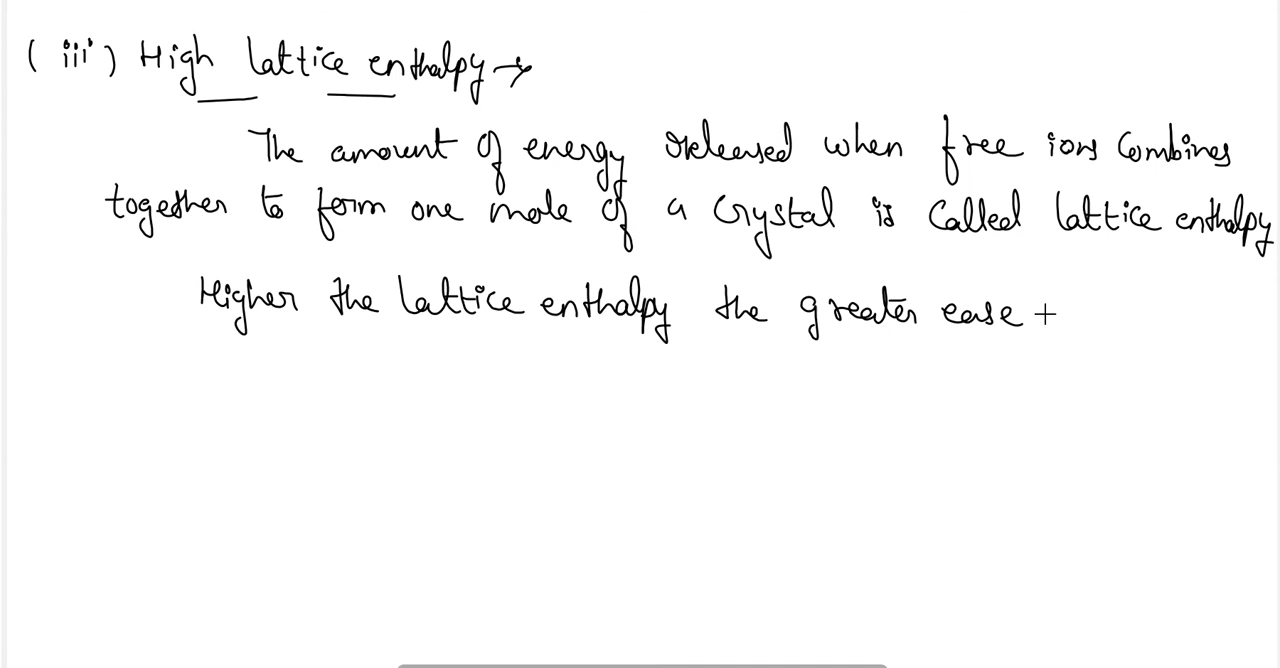 (iii) High lattice enthalpy →
The amount of energy released when free ions Combines
together to form one mole of a Crystal is Called lattice enthalpy
Higher the lattice enthalpy the greater ease +